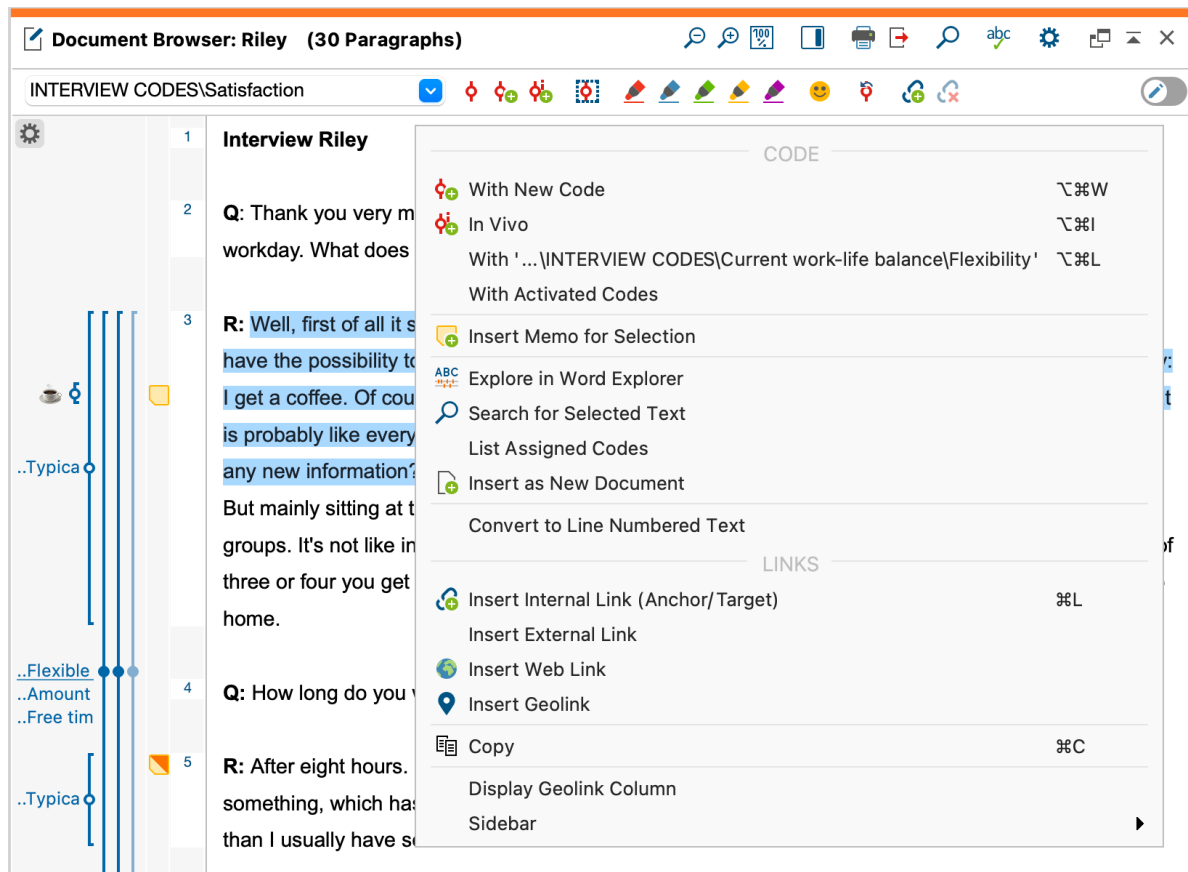 Document Browser: Riley (30 Paragraphs)
100
%
abc
INTERVIEW CODES\Satisfaction
1
Interview Riley
CODE
With New Code ⌥⌘W
In Vivo ⌥⌘I
With '...\INTERVIEW CODES\Current work-life balance\Flexibility' ⌥⌘L
With Activated Codes
Insert Memo for Selection
ABC
Explore in Word Explorer
Search for Selected Text
List Assigned Codes
Insert as New Document
Convert to Line Numbered Text
LINKS
Insert Internal Link (Anchor/Target) ⌘L
Insert External Link
Insert Web Link
Insert Geolink
Copy ⌘C
Display Geolink Column
Sidebar
2
Q: Thank you very m
workday. What does
3
R: Well, first of all it s
have the possibility to
I get a coffee. Of cou
is probably like every
..Typica
any new information?
But mainly sitting at t
groups. It's not like in
of
three or four you get
home.
..Flexible
..Amount
..Free tim
4
Q: How long do you
5
R: After eight hours.
..Typica
something, which has
than I usually have